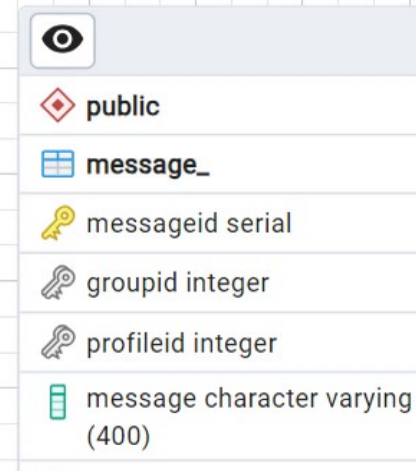 public
message_
messageid serial
groupid integer
profileid integer
message character varying
(400)